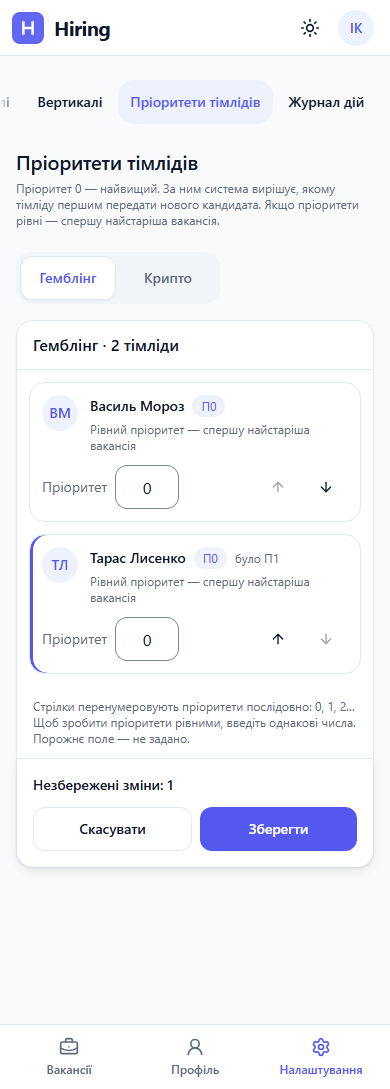 H Hiring ІК
Вертикалі Пріоритети тімлідів Журнал дій
Пріоритети тімлідів
Пріоритет 0 — найвищий. За ним система вирішує, якому
тімліду першим передати нового кандидата. Якщо пріоритети
рівні — спершу найстаріша вакансія.
Гемблінг Крипто
Гемблінг · 2 тімліди
ВМ Василь Мороз П0
Рівний пріоритет — спершу найстаріша
вакансія
Пріоритет 0
ТЛ Тарас Лисенко П0 було П1
Рівний пріоритет — спершу найстаріша
вакансія
Пріоритет 0
Стрілки перенумеровують пріоритети послідовно: 0, 1, 2…
Щоб зробити пріоритети рівними, введіть однакові числа.
Порожнє поле — не задано.
Незбережені зміни: 1
Скасувати Зберегти
Вакансії Профіль Налаштування